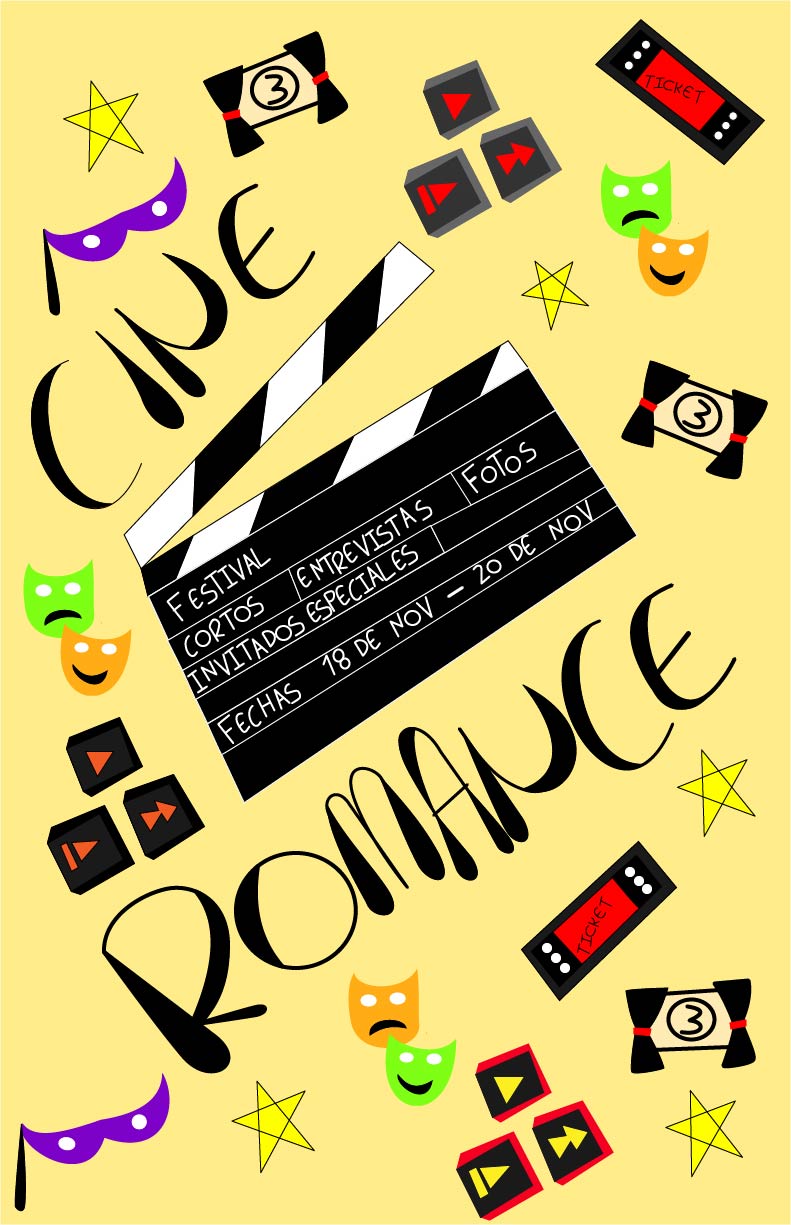 3
TICKET
CINE
3
FESTIVAL
CORTOS ENTREVISTAS FOTOS
INVITADOS ESPECIALES
FECHAS 18 DE NOV - 20 DE NOV
ROMANCE
TICKET
3